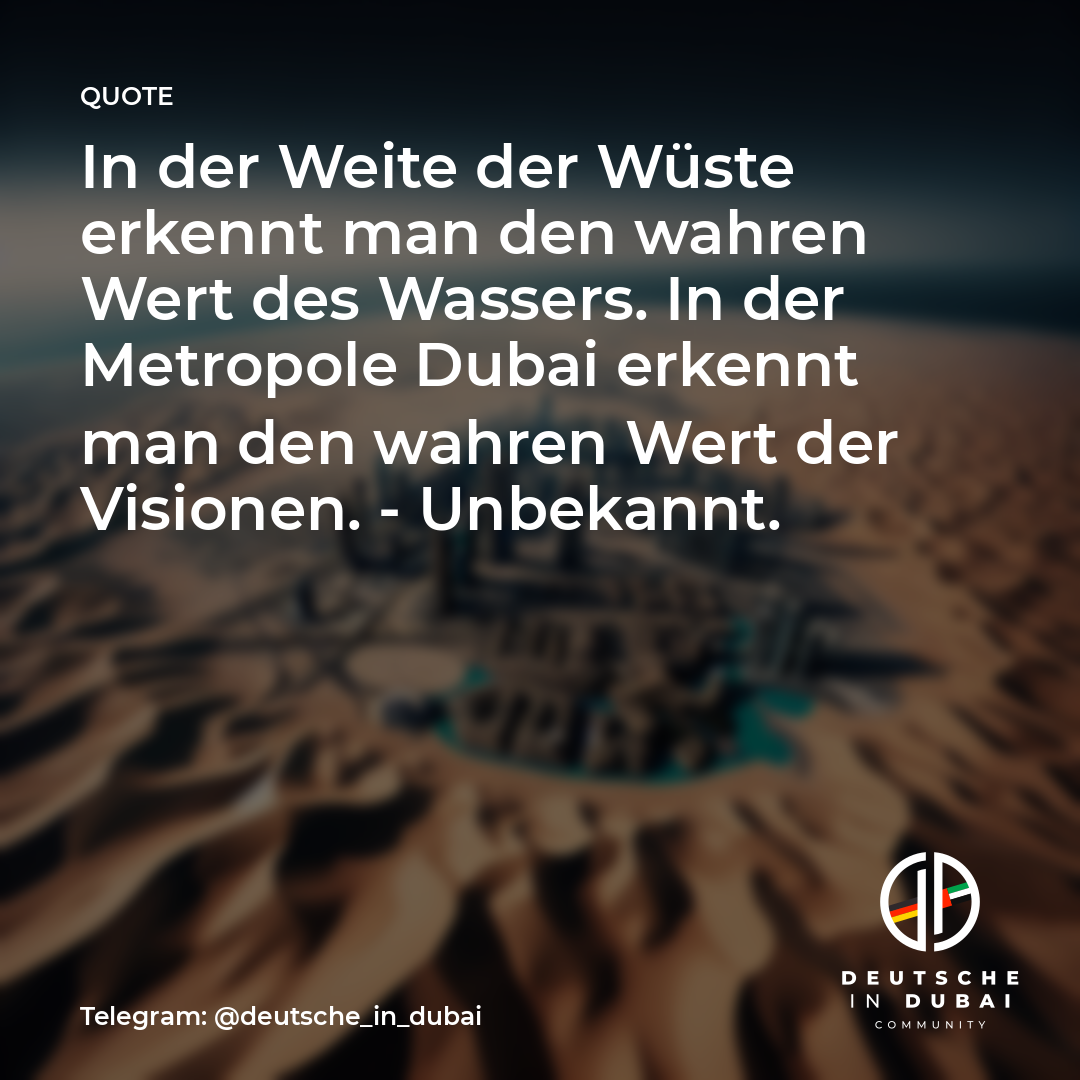 QUOTE
In der Weite der Wüste
erkennt man den wahren
Wert des Wassers. In der
Metropole Dubai erkennt
man den wahren Wert der
Visionen. - Unbekannt.
DEUTSCHE
IN DUBAI
COMMUNITY
Telegram: @deutsche_in_dubai